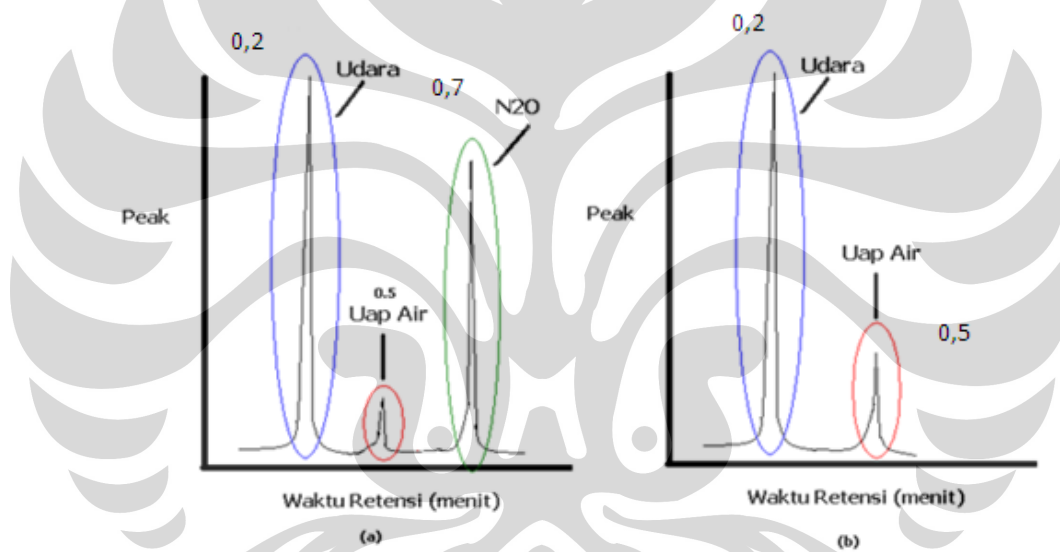 0,2
Udara
0,7
N2O
Peak
0.5
Uap Air
Waktu Retensi (menit)
(a)
0,2
Udara
Peak
Uap Air
0,5
Waktu Retensi (menit)
(b)